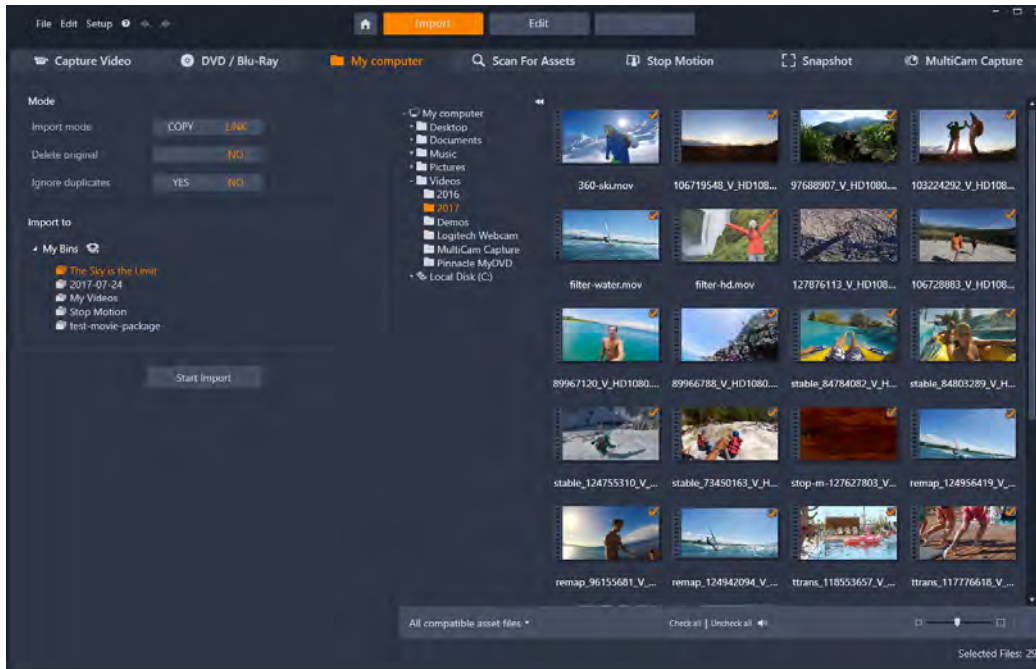 File Edit Setup
Import
Edit
Capture Video
DVD / Blu-Ray
My computer
Scan For Assets
Stop Motion
Snapshot
MultiCam Capture
Mode
Import mode COPY LINK
Delete original NO
Ignore duplicates YES NO
Import to
My Bins
The Sky is the Limit
2017-07-24
My Videos
Stop Motion
test-movie-package
Start Import
My computer
Desktop
Documents
Music
Pictures
Videos
2016
2017
Demos
Logitech Webcam
MultiCam Capture
Pinnacle MyDVD
Local Disk (C:)
360-ski.mov 106719548_V_HD108... 97688907_V_HD1080.... 103224292_V_HD108...
filter-water.mov filter-hd.mov 127876113_V_HD108... 106728883_V_HD108...
89967120_V_HD1080.... 89966788_V_HD1080.... stable_84784082_V_H... stable_84803289_V_H...
stable_124755310_V_... stable_73450163_V_H... stop-m-127627803_V... remap_124956419_V_...
remap_96155681_V_... remap_124942094_V_... ttrans_118553657_V_... ttrans_117776618_V_...
All compatible asset files
Check all | Uncheck all
Selected Files: 29